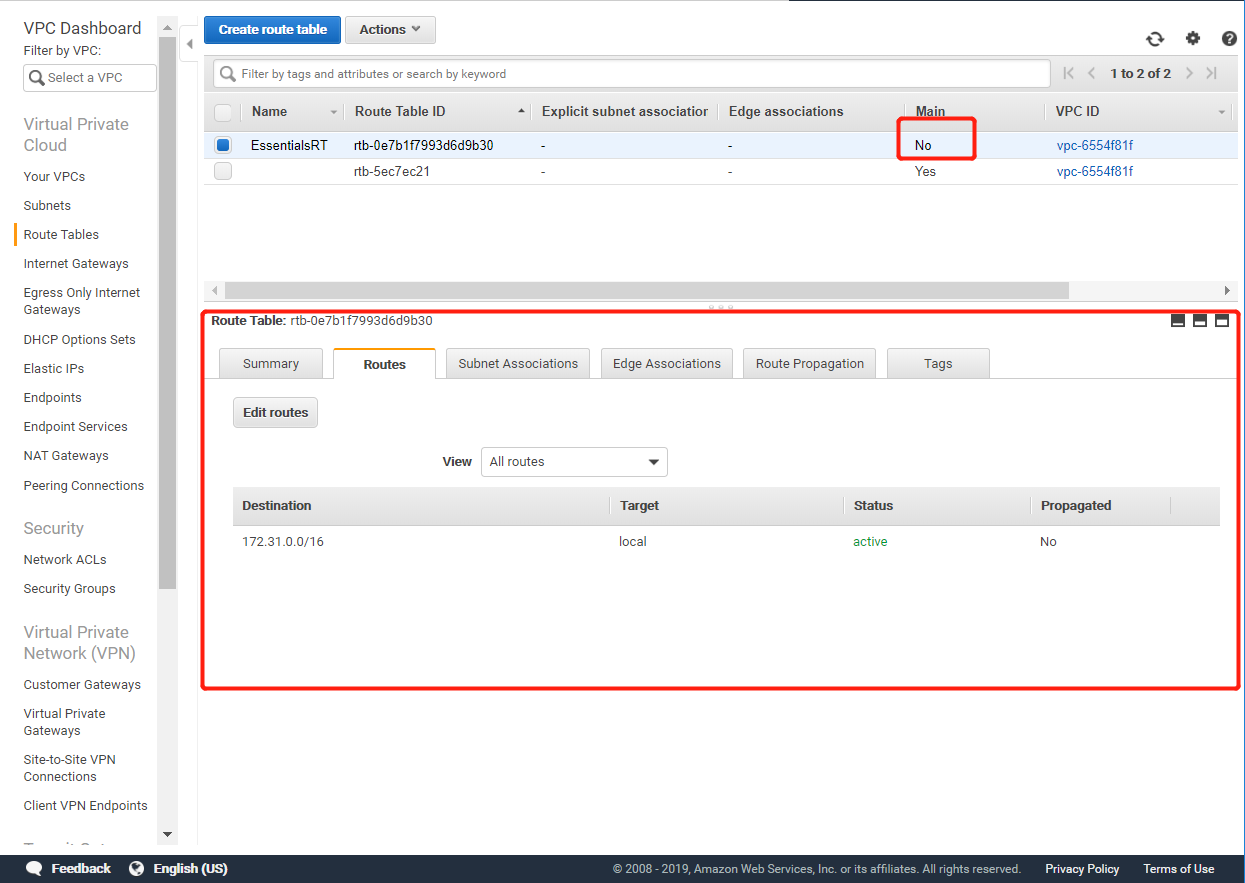 VPC Dashboard
Filter by VPC:
Select a VPC
Virtual Private
Cloud
Your VPCs
Subnets
Route Tables
Internet Gateways
Egress Only Internet
Gateways
DHCP Options Sets
Elastic IPs
Endpoints
Endpoint Services
NAT Gateways
Peering Connections
Security
Network ACLs
Security Groups
Virtual Private
Network (VPN)
Customer Gateways
Virtual Private
Gateways
Site-to-Site VPN
Connections
Client VPN Endpoints
Create route table Actions
Filter by tags and attributes or search by keyword 1 to 2 of 2
Name Route Table ID Explicit subnet association Edge associations Main VPC ID
EssentialsRT rtb-0e7b1f7993d6d9b30 - - No vpc-6554f81f
rtb-5ec7ec21 - - Yes vpc-6554f81f
Route Table: rtb-0e7b1f7993d6d9b30
Summary Routes Subnet Associations Edge Associations Route Propagation Tags
Edit routes
View All routes
Destination Target Status Propagated
172.31.0.0/16 local active No
Feedback English (US) © 2008 - 2019, Amazon Web Services, Inc. or its affiliates. All rights reserved. Privacy Policy Terms of Use